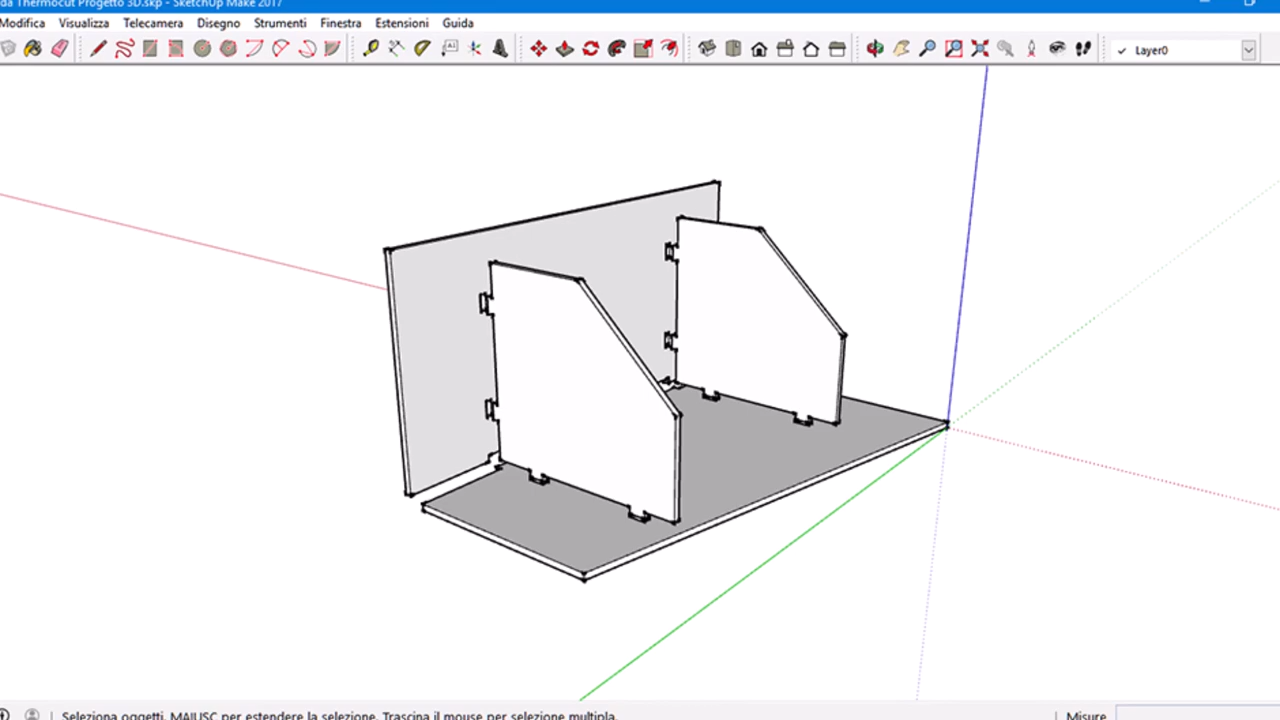 da Thermocut Progetto 3D.skp - SketchUp Make 2017
Modifica Visualizza Telecamera Disegno Strumenti Finestra Estensioni Guida
Layer0
Seleziona oggetti. MAIUSC per estendere la selezione. Trascina il mouse per selezione multipla.
Misure